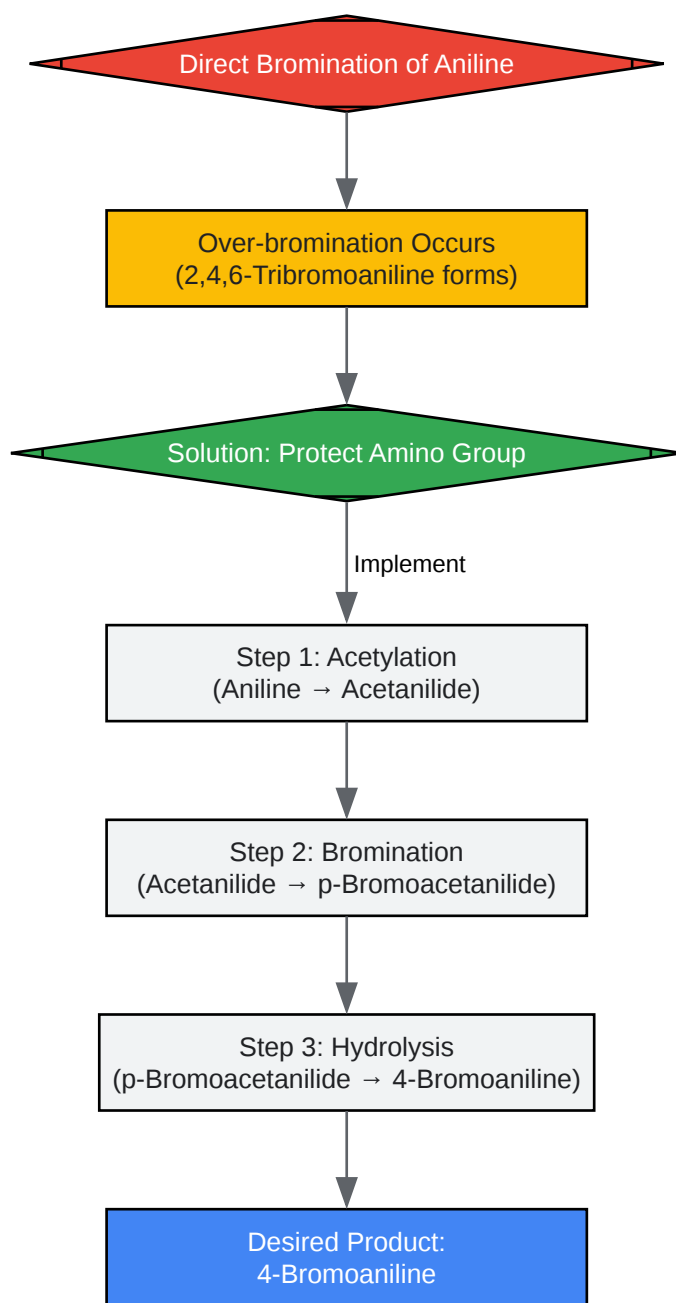 Direct Bromination of Aniline
Over-bromination Occurs
(2,4,6-Tribromoaniline forms)
Solution: Protect Amino Group
Implement
Step 1: Acetylation
(Aniline → Acetanilide)
Step 2: Bromination
(Acetanilide → p-Bromoacetanilide)
Step 3: Hydrolysis
(p-Bromoacetanilide → 4-Bromoaniline)
Desired Product:
4-Bromoaniline